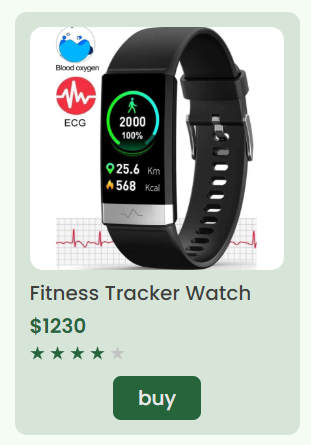 Blood oxygen
ECG
2000
100%
25.6 Km
568 Kcal
Fitness Tracker Watch
$1230
buy